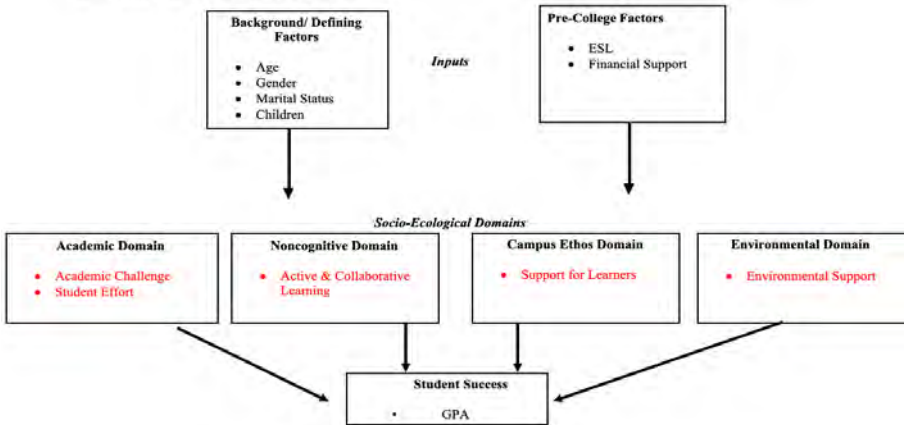 Background/ Defining
Factors
• Age
• Gender
• Marital Status
• Children
Inputs
Pre-College Factors
• ESL
• Financial Support
Socio-Ecological Domains
Academic Domain
• Academic Challenge
• Student Effort
Noncognitive Domain
• Active & Collaborative
Learning
Campus Ethos Domain
• Support for Learners
Environmental Domain
• Environmental Support
Student Success
• GPA